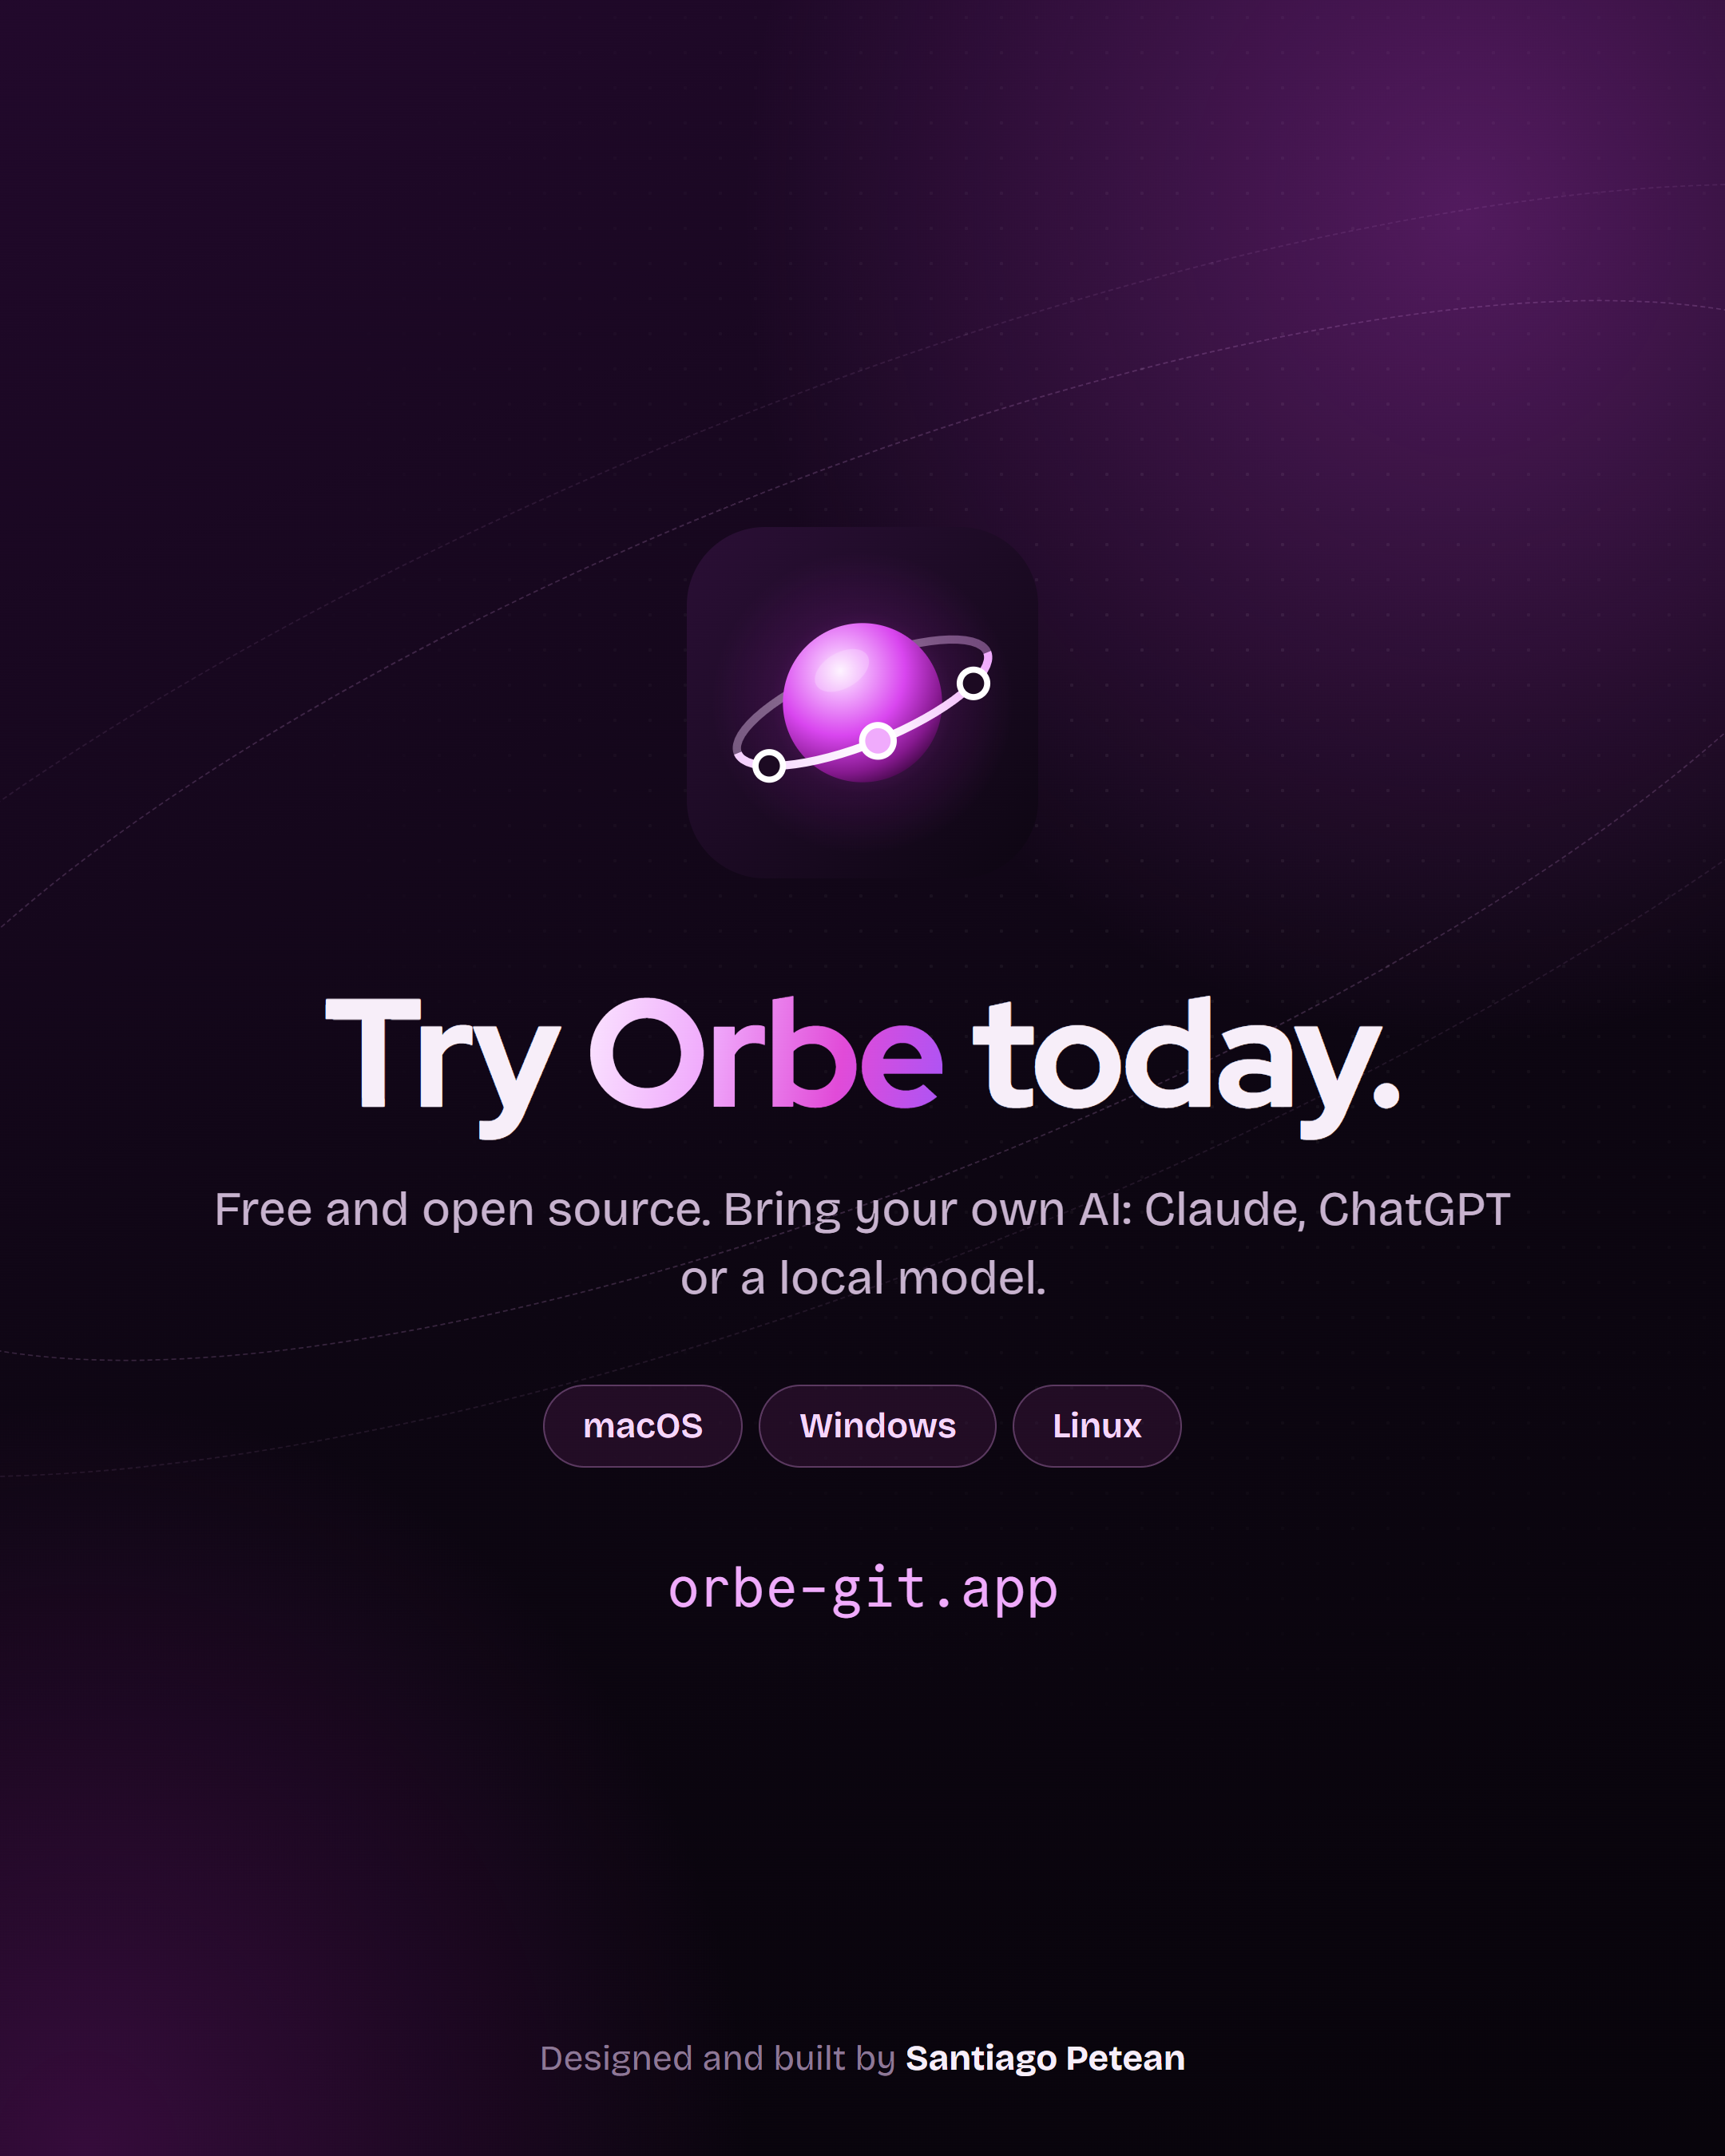 Try Orbe today.
Free and open source. Bring your own AI: Claude, ChatGPT
or a local model.
macOS Windows Linux
orbe-git.app
Designed and built by Santiago Petean